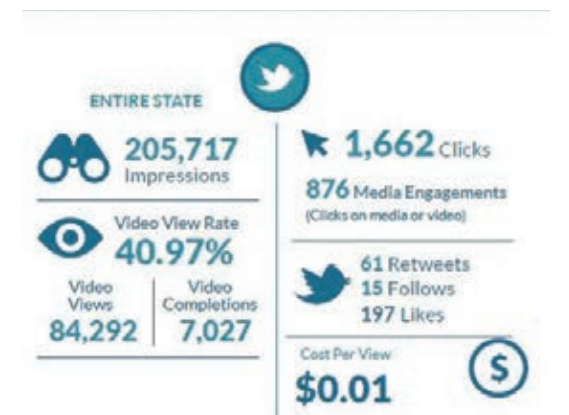 ENTIRE STATE
205,717
Impressions
Video View Rate
40.97%
Video
Views
84,292
Video
Completions
7,027
1,662 Clicks
876 Media Engagements
(Clicks on media or video)
61 Retweets
15 Follows
197 Likes
Cost Per View
$0.01
$